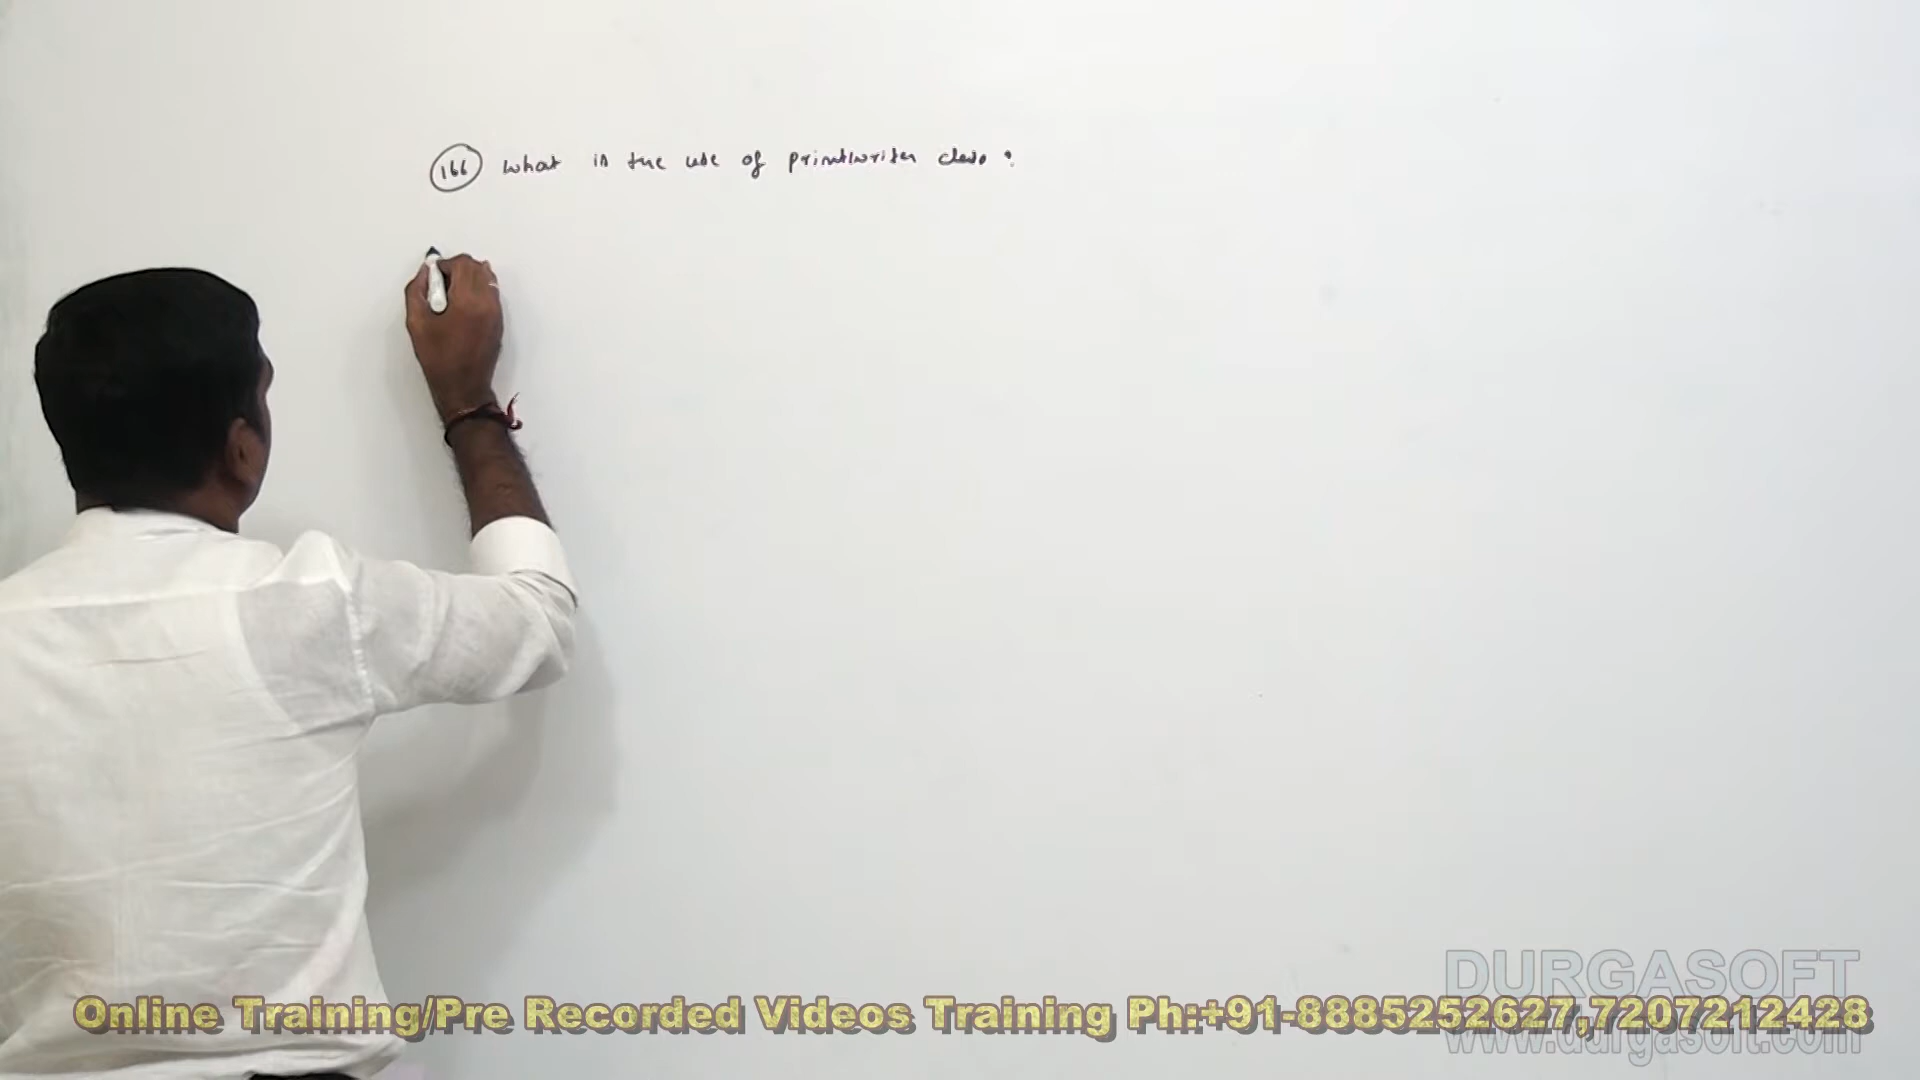 166 What is the use of printwriter class ?
DURGASOFT
Online Training/Pre Recorded Videos Training Ph:+91-8885252627,7207212428
www.durgasoft.com